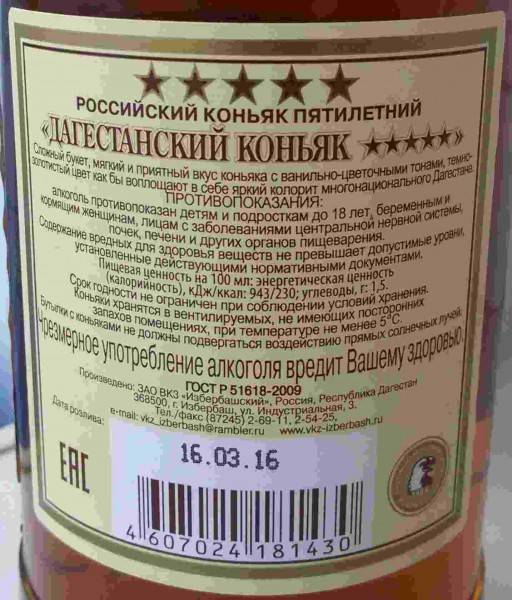 РОССИЙСКИЙ КОНЬЯК ПЯТИЛЕТНИЙ
«ДАГЕСТАНСКИЙ КОНЬЯК ★★★★★»
Сложный букет, мягкий и приятный вкус коньяка с ванильно-цветочными тонами, темно-
золотистый цвет как бы воплощают в себе яркий колорит многонационального Дагестана.
ПРОТИВОПОКАЗАНИЯ:
алкоголь противопоказан детям и подросткам до 18 лет, беременным и
кормящим женщинам, лицам с заболеваниями центральной нервной системы,
почек, печени и других органов пищеварения.
Содержание вредных для здоровья веществ не превышает допустимые уровни,
установленные действующими нормативными документами.
Пищевая ценность на 100 мл: энергетическая ценность
(калорийность), кДж/ккал: 943/230; углеводы, г: 1,5.
Срок годности не ограничен при соблюдении условий хранения.
Коньяки хранятся в вентилируемых, не имеющих посторонних
запахов помещениях, при температуре не менее 5°С.
Бутылки с коньяками не должны подвергаться воздействию прямых солнечных лучей.
Чрезмерное употребление алкоголя вредит Вашему здоровью!
ГОСТ Р 51618-2009
Произведено: ЗАО ВКЗ «Избербашский», Россия, Республика Дагестан
368500, г. Избербаш, ул. Индустриальная, 3.
Тел./факс (87245) 2-69-11, 2-54-25,
e-mail: vkz_izberbash@rambler.ru www.vkz-izberbash.ru
Дата розлива:
16.03.16
ЕАС
4 607024 181430